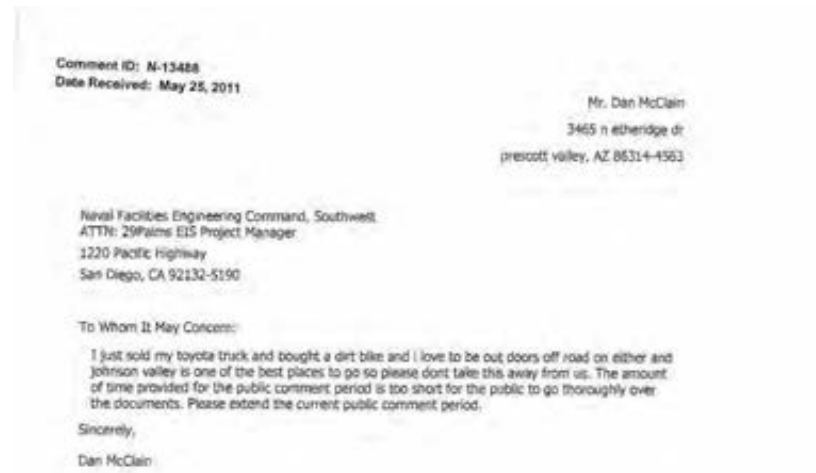 Comment ID: N-13488
Date Received: May 25, 2011
Mr. Dan McClain
3465 n etheridge dr
prescott valley, AZ 86314-4563
Naval Facilities Engineering Command, Southwest
ATTN: 29Palms EIS Project Manager
1220 Pacific Highway
San Diego, CA 92132-5190
To Whom It May Concern:
I just sold my toyota truck and bought a dirt bike and i love to be out doors off road on either and
johnson valley is one of the best places to go so please dont take this away from us. The amount
of time provided for the public comment period is too short for the public to go thoroughly over
the documents. Please extend the current public comment period.
Sincerely,
Dan McClain